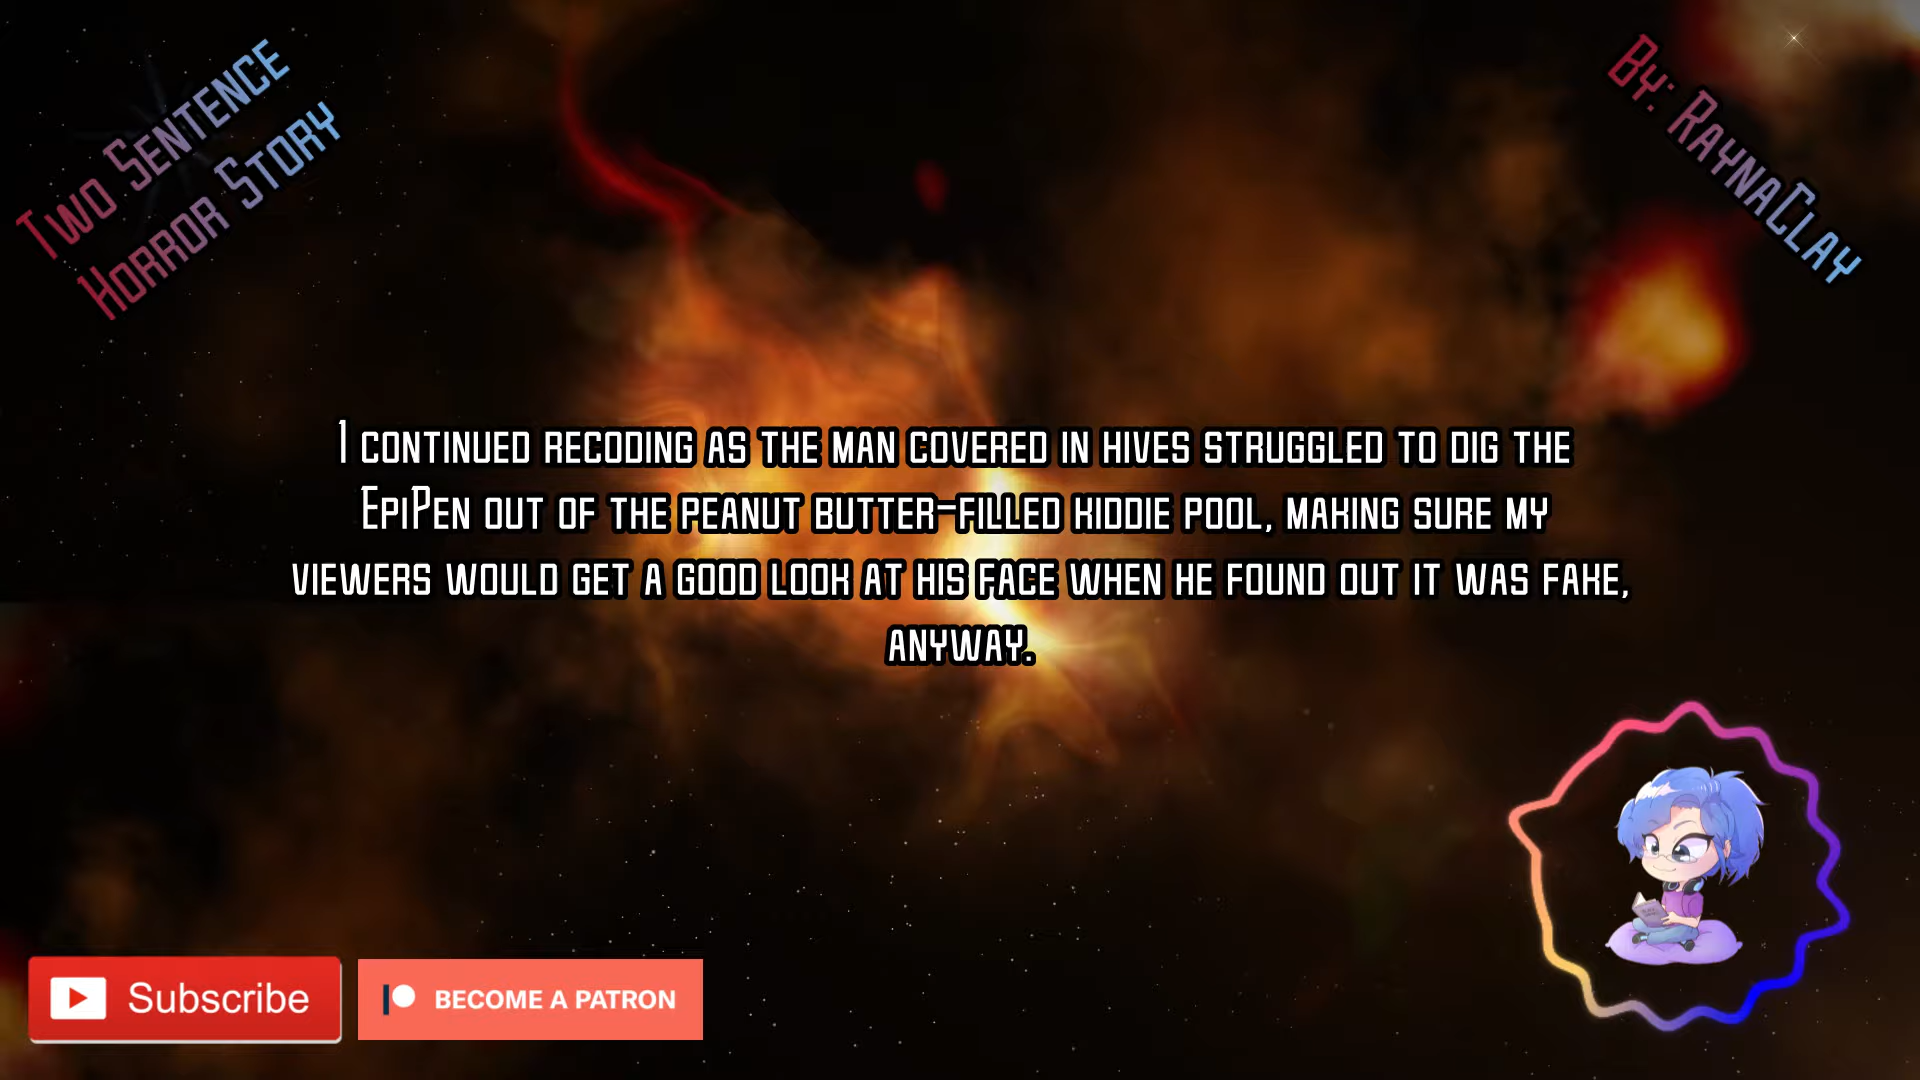 Two Sentence
Horror Story
By: RaynaClay
I continued recoding as the man covered in hives struggled to dig the
EpiPen out of the peanut butter-filled kiddie pool, making sure my
viewers would get a good look at his face when he found out it was fake,
anyway.
Subscribe
BECOME A PATRON